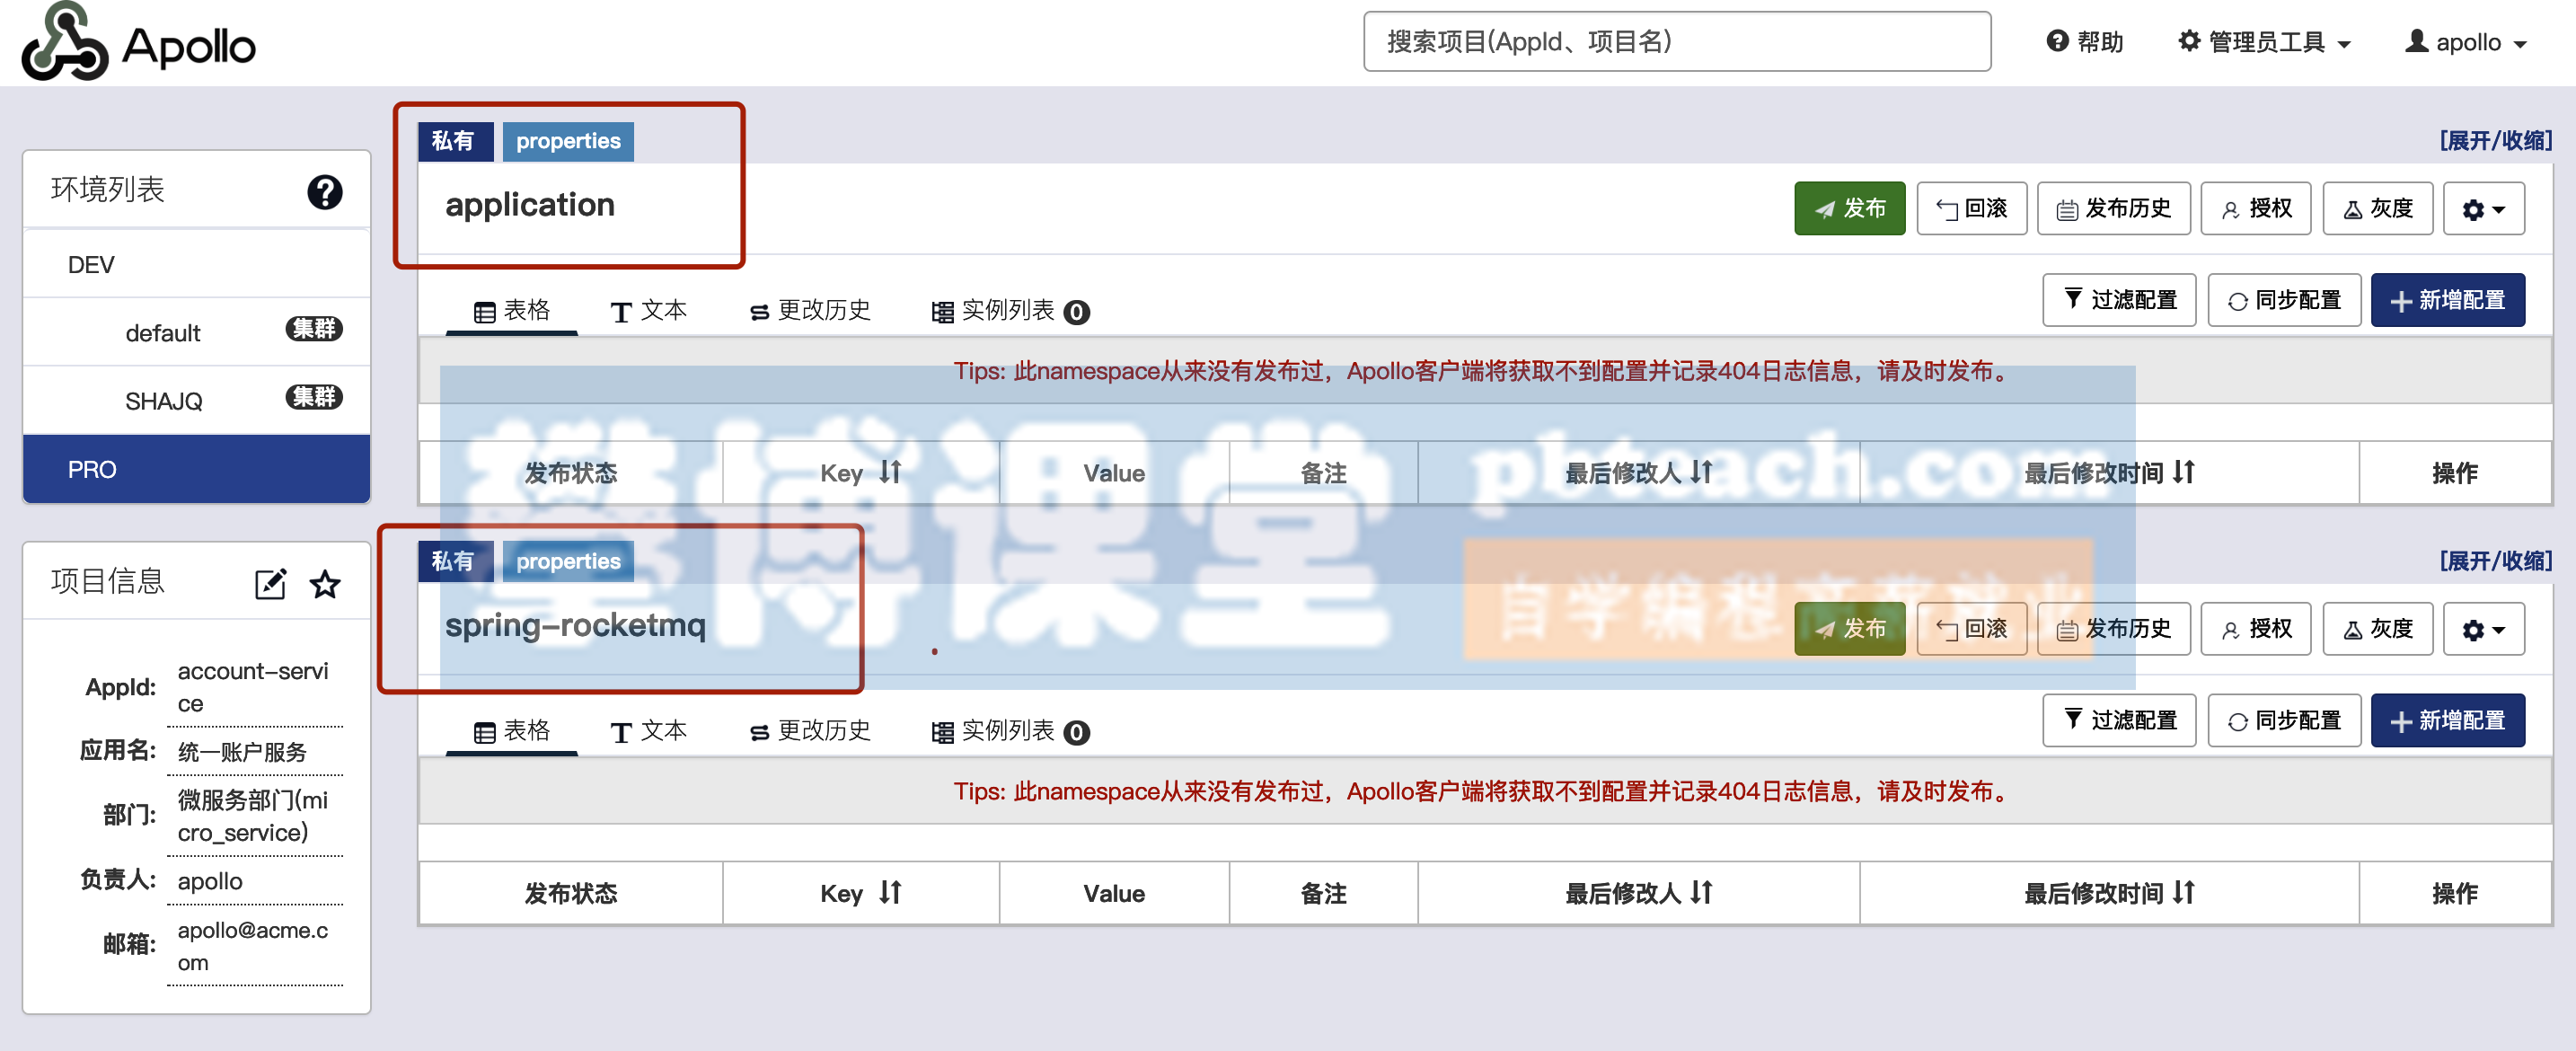 Apollo
搜索项目(AppId、项目名)
帮助
管理员工具
apollo
环境列表
DEV
default 集群
SHAJQ 集群
PRO
项目信息
AppId: account-servi
ce
应用名: 统一账户服务
部门: 微服务部门(mi
cro_service)
负责人: apollo
邮箱: apollo@acme.c
om
私有 properties [展开/收缩]
application 发布 回滚 发布历史 授权 灰度
表格 文本 更改历史 实例列表 0 过滤配置 同步配置 新增配置
Tips: 此namespace从来没有发布过，Apollo客户端将获取不到配置并记录404日志信息，请及时发布。
发布状态 Key Value 备注 最后修改人 最后修改时间 操作
私有 properties [展开/收缩]
spring-rocketmq 发布 回滚 发布历史 授权 灰度
表格 文本 更改历史 实例列表 0 过滤配置 同步配置 新增配置
Tips: 此namespace从来没有发布过，Apollo客户端将获取不到配置并记录404日志信息，请及时发布。
发布状态 Key Value 备注 最后修改人 最后修改时间 操作
博课堂 pbteach.com
自学编程